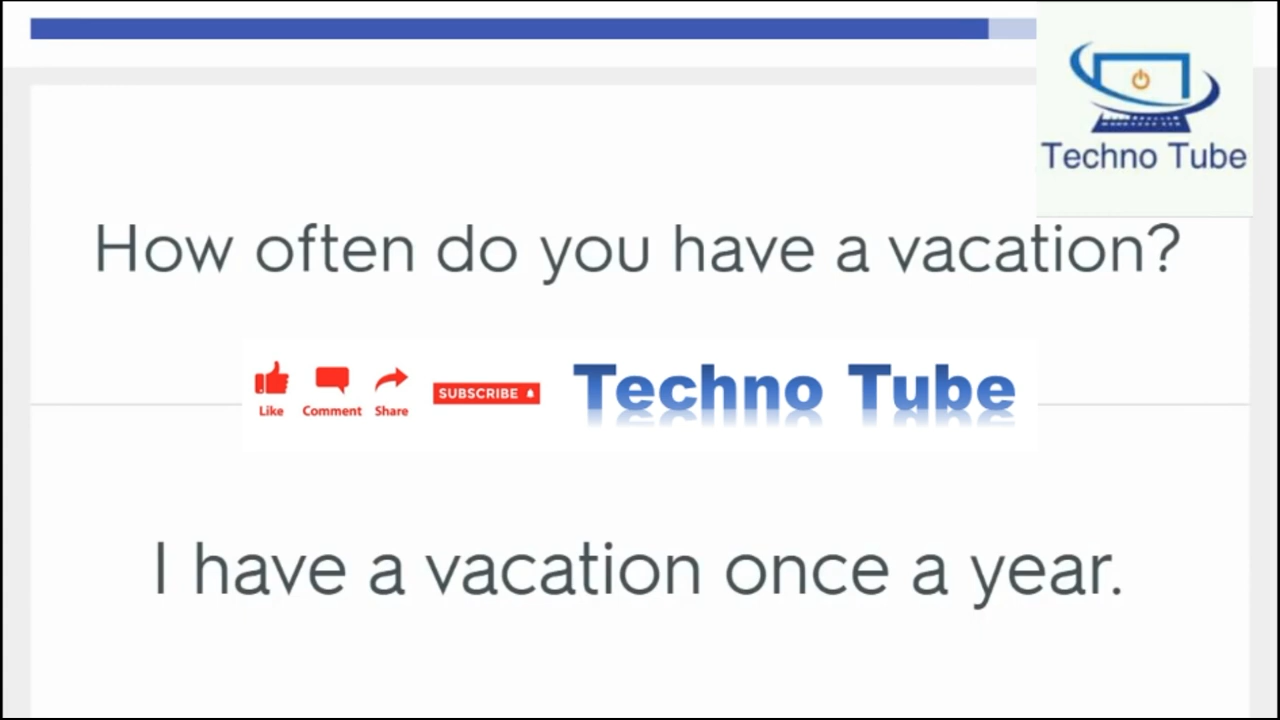 Techno Tube
How often do you have a vacation?
Like Comment Share SUBSCRIBE Techno Tube
I have a vacation once a year.